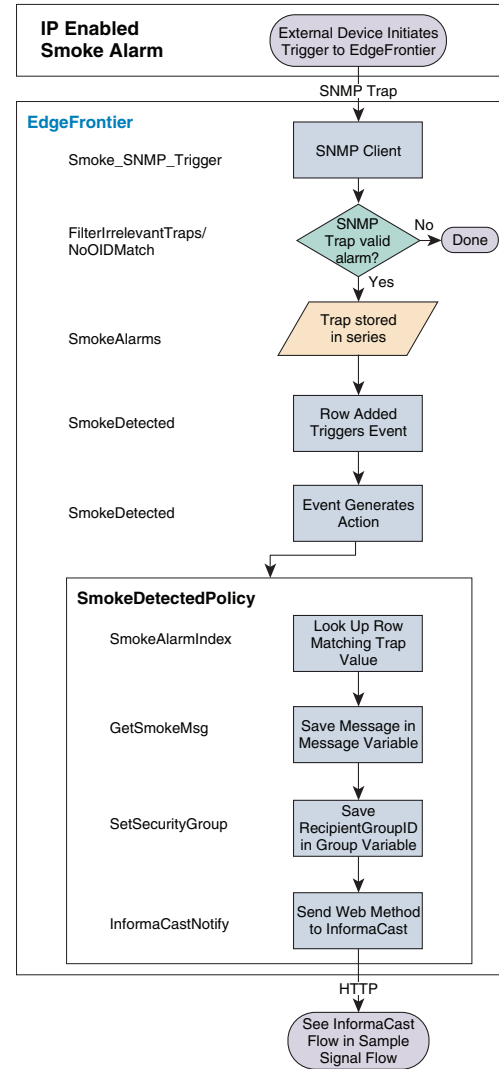 IP Enabled
Smoke Alarm
External Device Initiates
Trigger to EdgeFrontier
SNMP Trap
EdgeFrontier
Smoke_SNMP_Trigger
SNMP Client
FilterIrrelevantTraps/
NoOIDMatch
SNMP
Trap valid
alarm?
No
Done
Yes
SmokeAlarms
Trap stored
in series
SmokeDetected
Row Added
Triggers Event
SmokeDetected
Event Generates
Action
SmokeDetectedPolicy
SmokeAlarmIndex
Look Up Row
Matching Trap
Value
GetSmokeMsg
Save Message in
Message Variable
SetSecurityGroup
Save
RecipientGroupID
in Group Variable
InformaCastNotify
Send Web Method
to InformaCast
HTTP
See InformaCast
Flow in Sample
Signal Flow